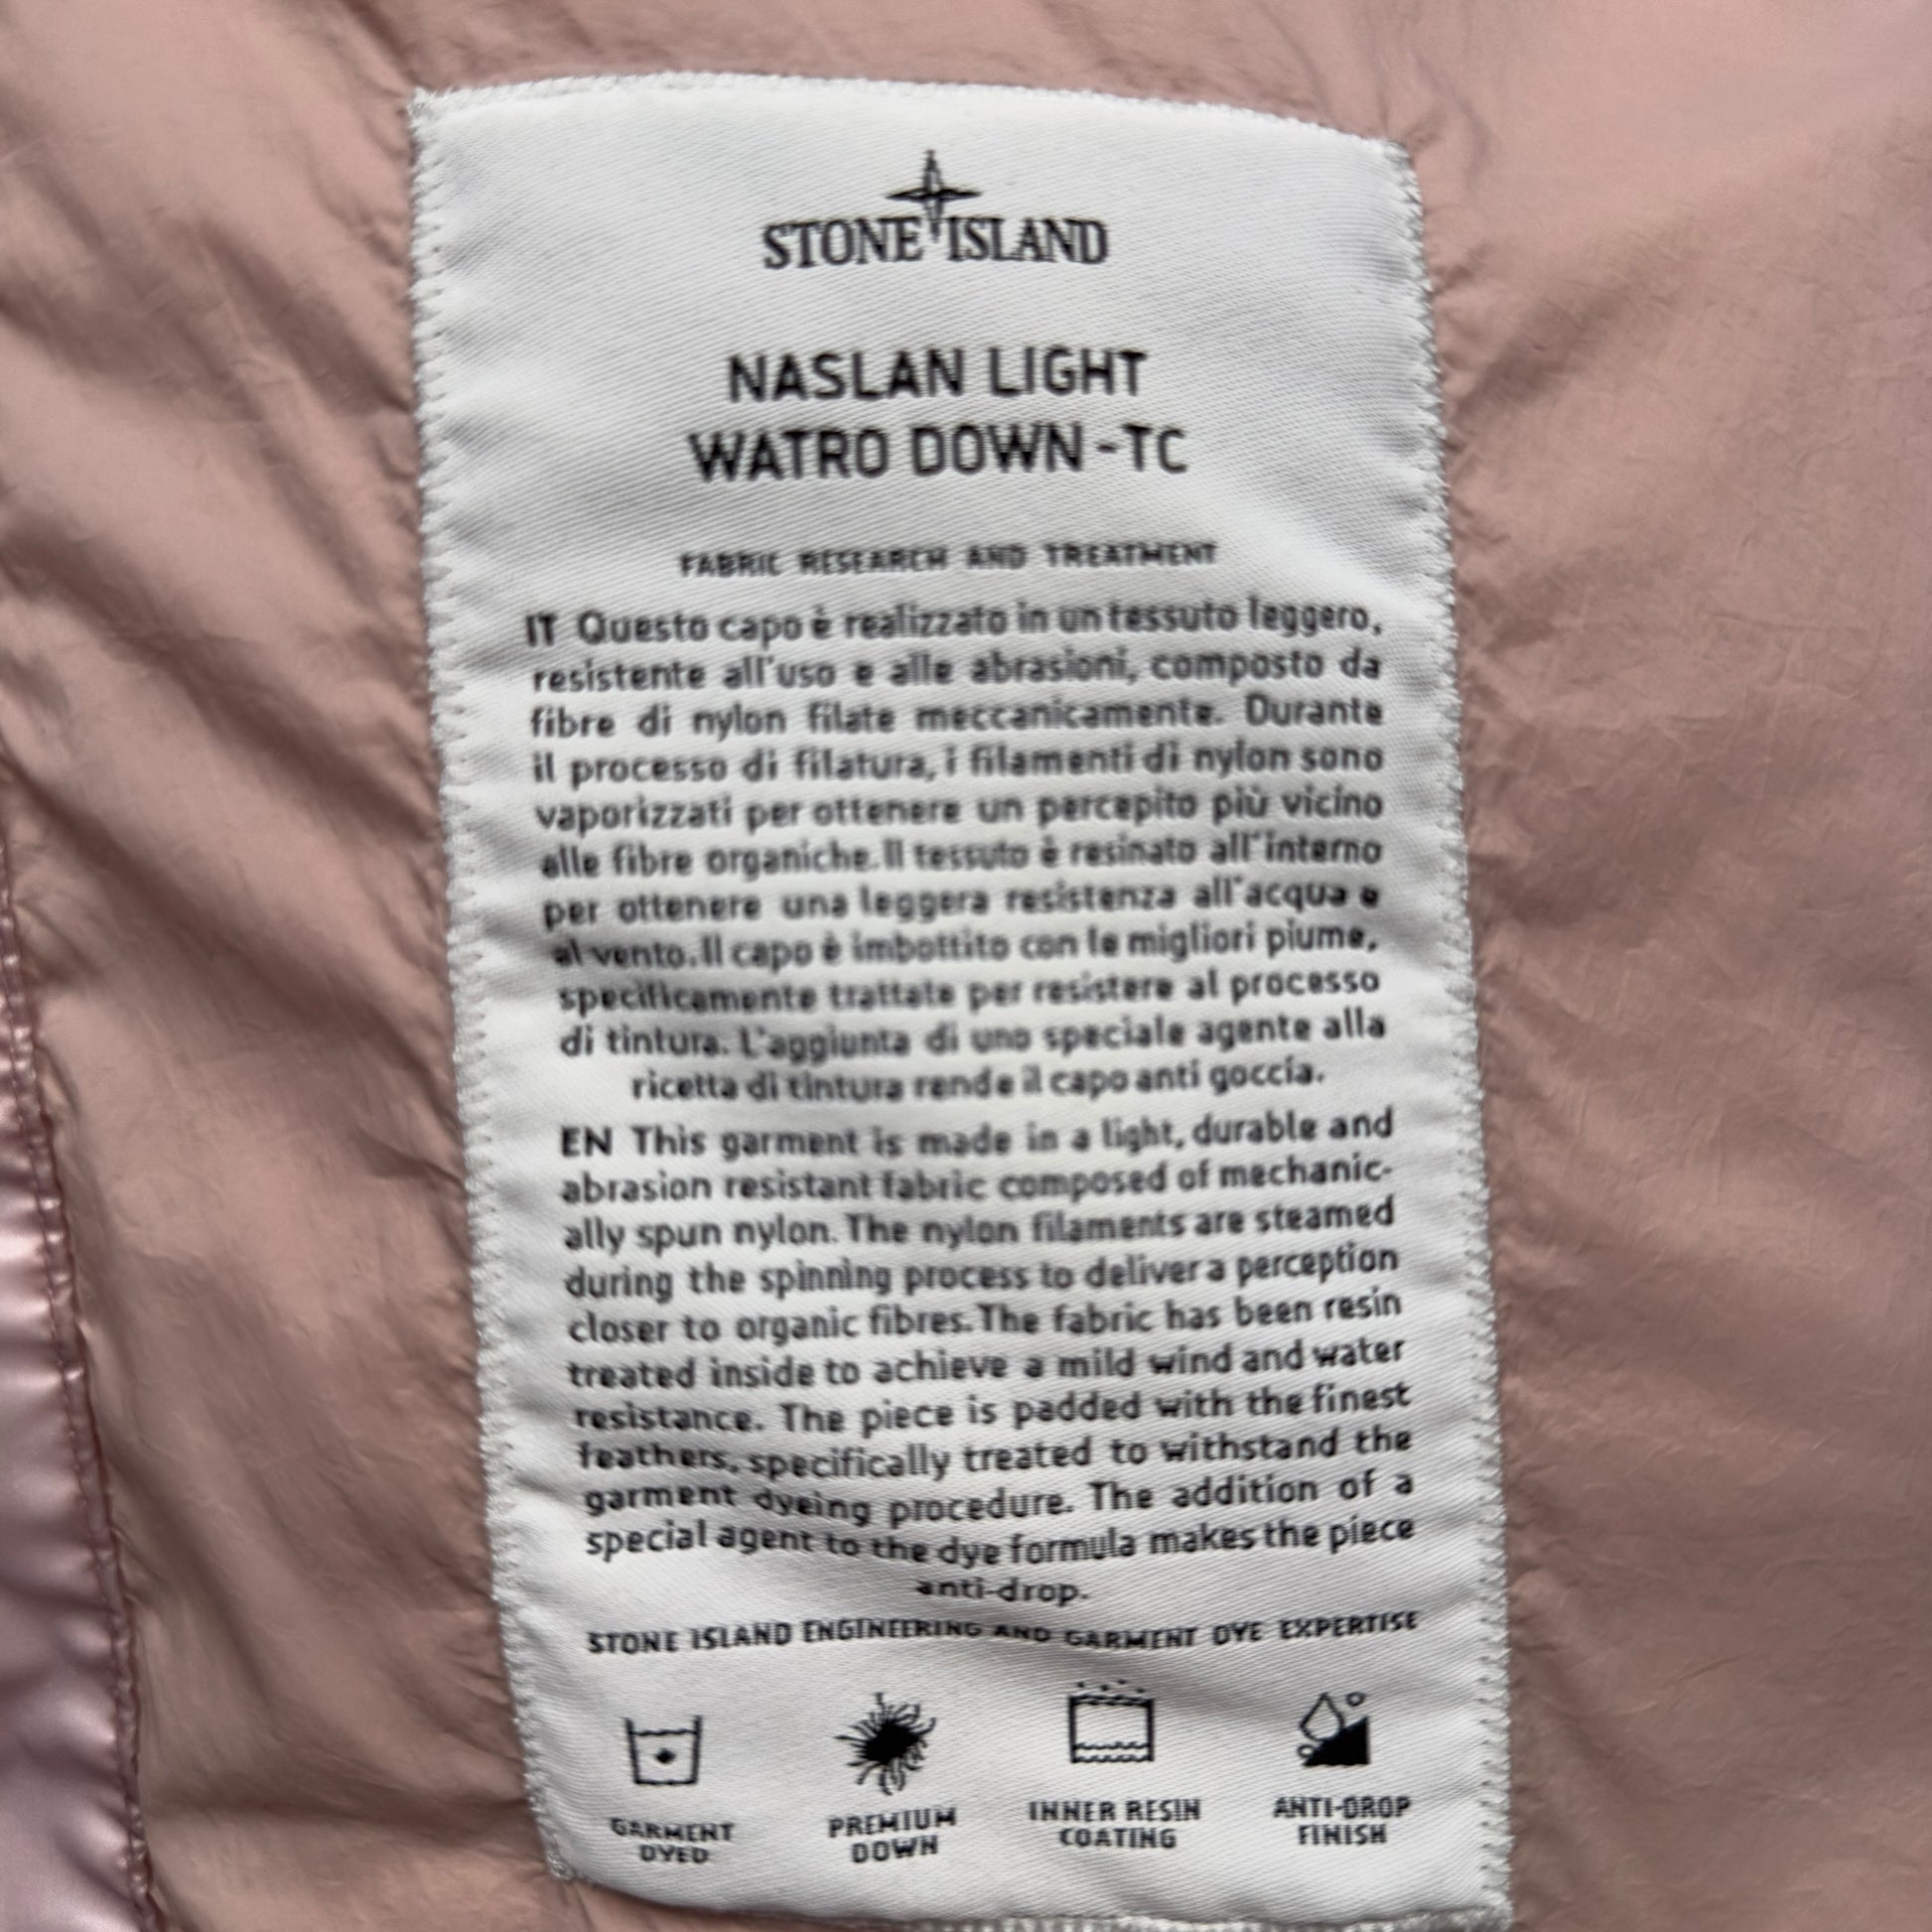 STONE ISLAND
NASLAN LIGHT
WATRO DOWN -TC
FABRIC RESEARCH AND TREATMENT
IT Questo capo è realizzato in un tessuto leggero,
resistente all'uso e alle abrasioni, composto da
fibre di nylon filate meccanicamente. Durante
il processo di filatura, i filamenti di nylon sono
vaporizzati per ottenere un percepito più vicino
alle fibre organiche. Il tessuto è resinato all'interno
per ottenere una leggera resistenza all'acqua e
al vento. Il capo è imbottito con le migliori piume,
specificamente trattate per resistere al processo
di tintura. L'aggiunta di uno speciale agente alla
ricetta di tintura rende il capo anti goccia.
EN This garment is made in a light, durable and
abrasion resistant fabric composed of mechanic-
ally spun nylon. The nylon filaments are steamed
during the spinning process to deliver a perception
closer to organic fibres. The fabric has been resin
treated inside to achieve a mild wind and water
resistance. The piece is padded with the finest
feathers, specifically treated to withstand the
garment dyeing procedure. The addition of a
special agent to the dye formula makes the piece
anti-drop.
STONE ISLAND ENGINEERING AND GARMENT DYE EXPERTISE
GARMENT
DYED
PREMIUM
DOWN
INNER RESIN
COATING
ANTI-DROP
FINISH